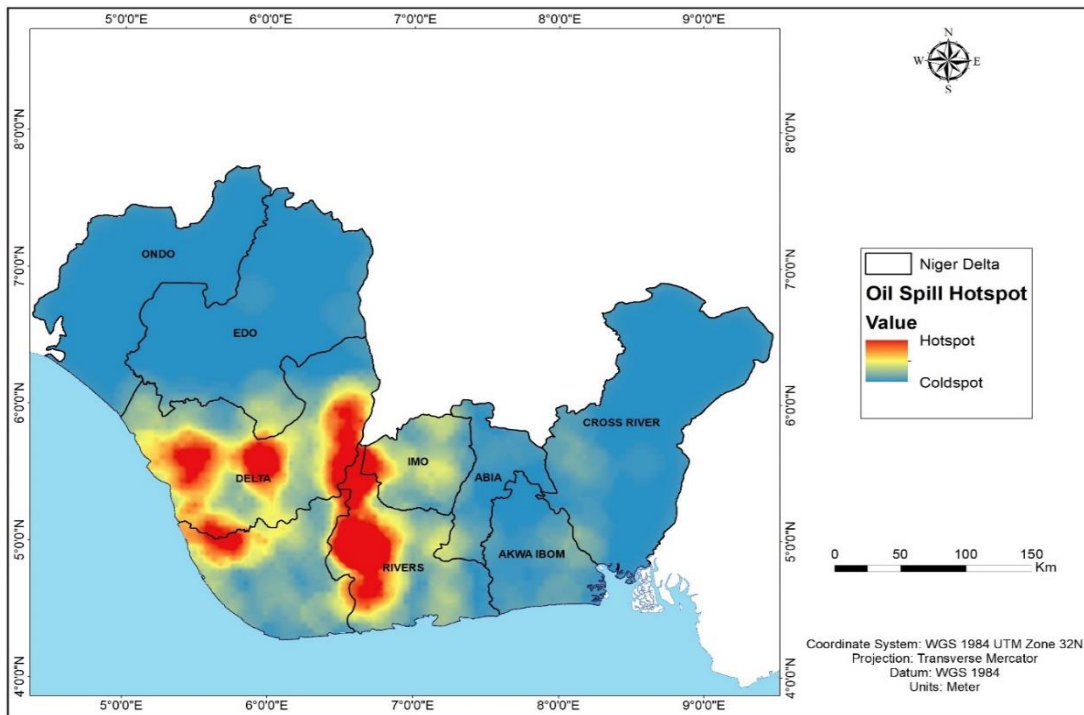 5°0'0"E 6°0'0"E 7°0'0"E 8°0'0"E 9°0'0"E
N
W E
S
8°0'0"N 8°0'0"N
7°0'0"N 7°0'0"N
6°0'0"N 6°0'0"N
5°0'0"N 5°0'0"N
4°0'0"N 4°0'0"N
ONDO
EDO
CROSS RIVER
IMO
DELTA
ABIA
AKWA IBOM
RIVERS
Niger Delta
Oil Spill Hotspot
Value
Hotspot
Coldspot
0 50 100 150
Km
Coordinate System: WGS 1984 UTM Zone 32N
Projection: Transverse Mercator
Datum: WGS 1984
Units: Meter
5°0'0"E 6°0'0"E 7°0'0"E 8°0'0"E 9°0'0"E